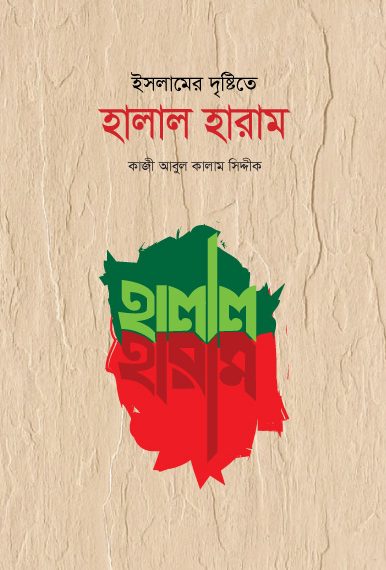 ইসলামের দৃষ্টিতে
হালাল হারাম
কাজী আবুল কালাম সিদ্দীক
হালাল
হারাম